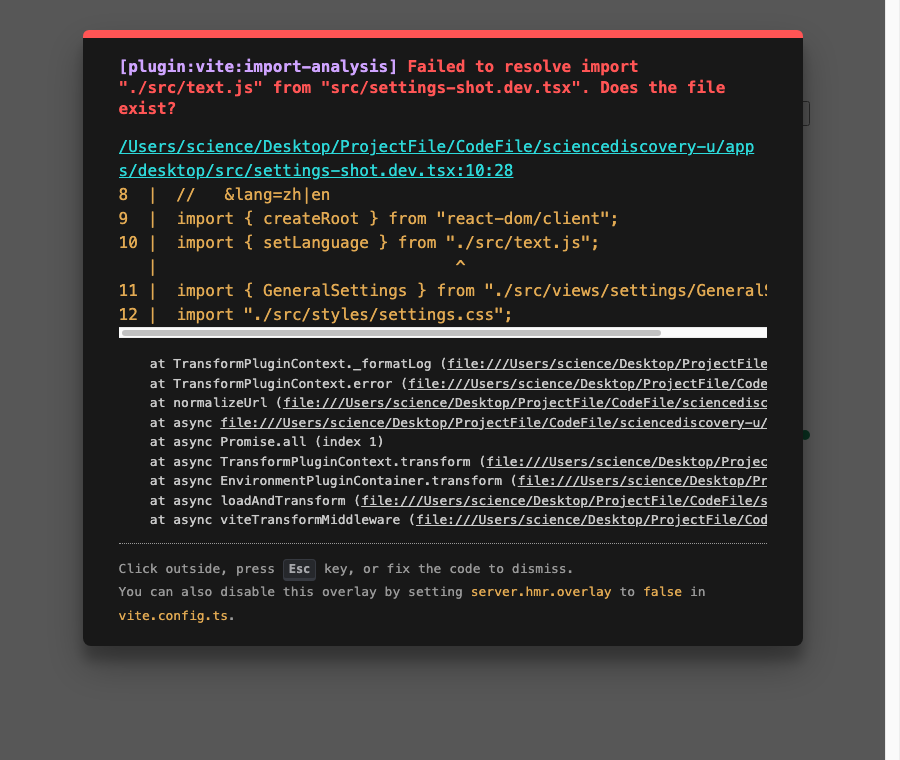 [plugin:vite:import-analysis] Failed to resolve import
"./src/text.js" from "src/settings-shot.dev.tsx". Does the file
exist?
/Users/science/Desktop/ProjectFile/CodeFile/sciencediscovery-u/app
s/desktop/src/settings-shot.dev.tsx:10:28
8  |  //   &lang=zh|en
9  |  import { createRoot } from "react-dom/client";
10 |  import { setLanguage } from "./src/text.js";
   |                               ^
11 |  import { GeneralSettings } from "./src/views/settings/General
12 |  import "./src/styles/settings.css";
at TransformPluginContext._formatLog (file:///Users/science/Desktop/ProjectFile
at TransformPluginContext.error (file:///Users/science/Desktop/ProjectFile/Code
at normalizeUrl (file:///Users/science/Desktop/ProjectFile/CodeFile/sciencedisc
at async file:///Users/science/Desktop/ProjectFile/CodeFile/sciencediscovery-u/
at async Promise.all (index 1)
at async TransformPluginContext.transform (file:///Users/science/Desktop/Projec
at async EnvironmentPluginContainer.transform (file:///Users/science/Desktop/Pr
at async loadAndTransform (file:///Users/science/Desktop/ProjectFile/CodeFile/s
at async viteTransformMiddleware (file:///Users/science/Desktop/ProjectFile/Cod
Click outside, press Esc key, or fix the code to dismiss.
You can also disable this overlay by setting server.hmr.overlay to false in
vite.config.ts.